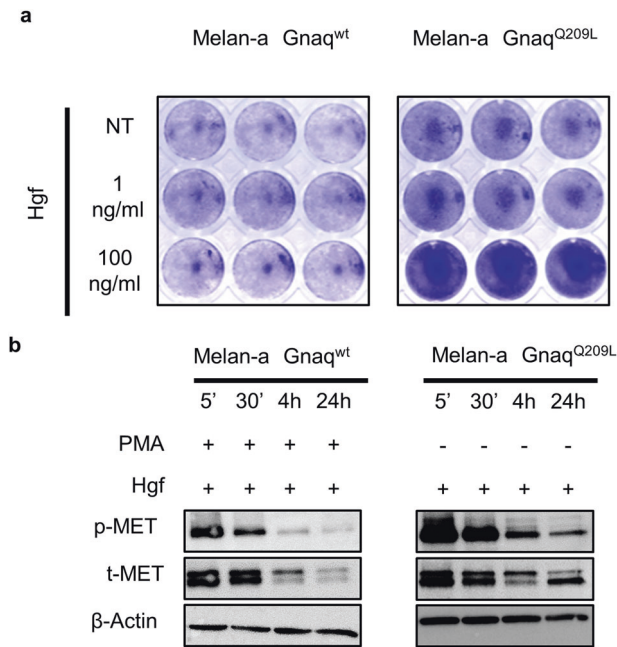 a
Melan-a Gnaqwt
Melan-a GnaqQ209L
Hgf
NT
1
ng/ml
100
ng/ml
b
Melan-a Gnaqwt
Melan-a GnaqQ209L
5' 30' 4h 24h
5' 30' 4h 24h
PMA + + + + - - - -
Hgf + + + + + + + +
p-MET
t-MET
β-Actin